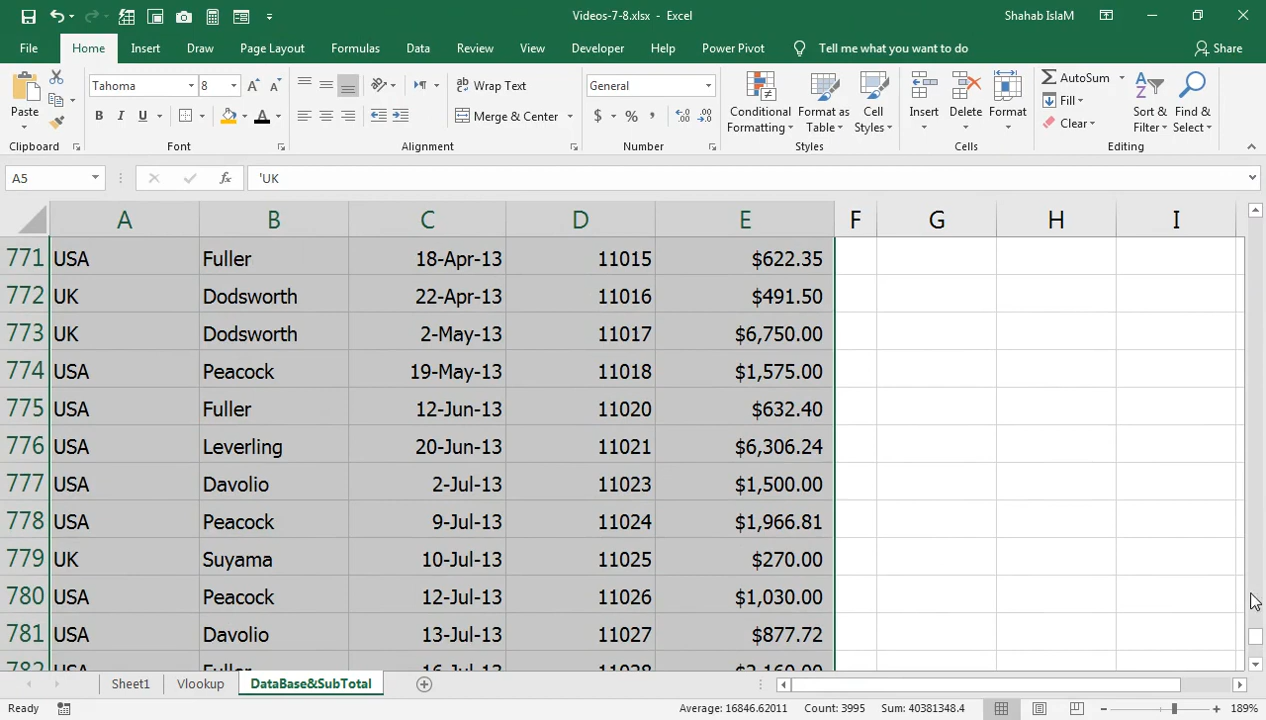 Videos-7-8.xlsx - Excel
Shahab IslaM
File Home Insert Draw Page Layout Formulas Data Review View Developer Help Power Pivot Tell me what you want to do Share
Paste
Clipboard
Tahoma 8
B I U
Font
Wrap Text
Merge & Center
Alignment
General
$ % ,
Number
Conditional Formatting
Format as Table
Cell Styles
Styles
Insert Delete Format
Cells
AutoSum
Fill
Clear
Sort & Filter
Find & Select
Editing
A5 fx 'UK
A B C D E F G H I
771 USA Fuller 18-Apr-13 11015 $622.35
772 UK Dodsworth 22-Apr-13 11016 $491.50
773 UK Dodsworth 2-May-13 11017 $6,750.00
774 USA Peacock 19-May-13 11018 $1,575.00
775 USA Fuller 12-Jun-13 11020 $632.40
776 USA Leverling 20-Jun-13 11021 $6,306.24
777 USA Davolio 2-Jul-13 11023 $1,500.00
778 USA Peacock 9-Jul-13 11024 $1,966.81
779 UK Suyama 10-Jul-13 11025 $270.00
780 USA Peacock 12-Jul-13 11026 $1,030.00
781 USA Davolio 13-Jul-13 11027 $877.72
782 USA Fuller 16-Jul-13 11028 $2,160.00
Sheet1 Vlookup DataBase&SubTotal
Ready Average: 16846.62011 Count: 3995 Sum: 40381348.4 189%